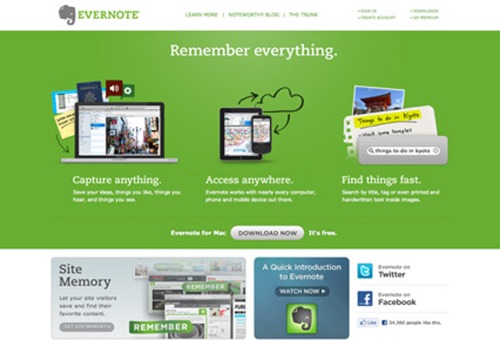 EVERNOTE
LEARN MORE | NOTEWORTHY BLOG | THE TRUNK
SIGN IN
CREATE ACCOUNT
DOWNLOADS
GO PREMIUM
Remember everything.
Things to do in Kyoto
visit some temples
things to do in kyoto
Capture anything.
Save your ideas, things you like, things you
hear, and things you see.
Access anywhere.
Evernote works with nearly every computer,
phone and mobile device out there.
Find things fast.
Search by title, tag or even printed and
handwritten text inside images.
Evernote for Mac
DOWNLOAD NOW
It's free.
Site
Memory
Let your site visitors
save and find their
favorite content.
GET SITE MEMORY
REMEMBER
REMEMBER
A Quick Introduction
to Evernote
WATCH NOW
Evernote on
Twitter
Evernote on
Facebook
Like
34,360 people like this.